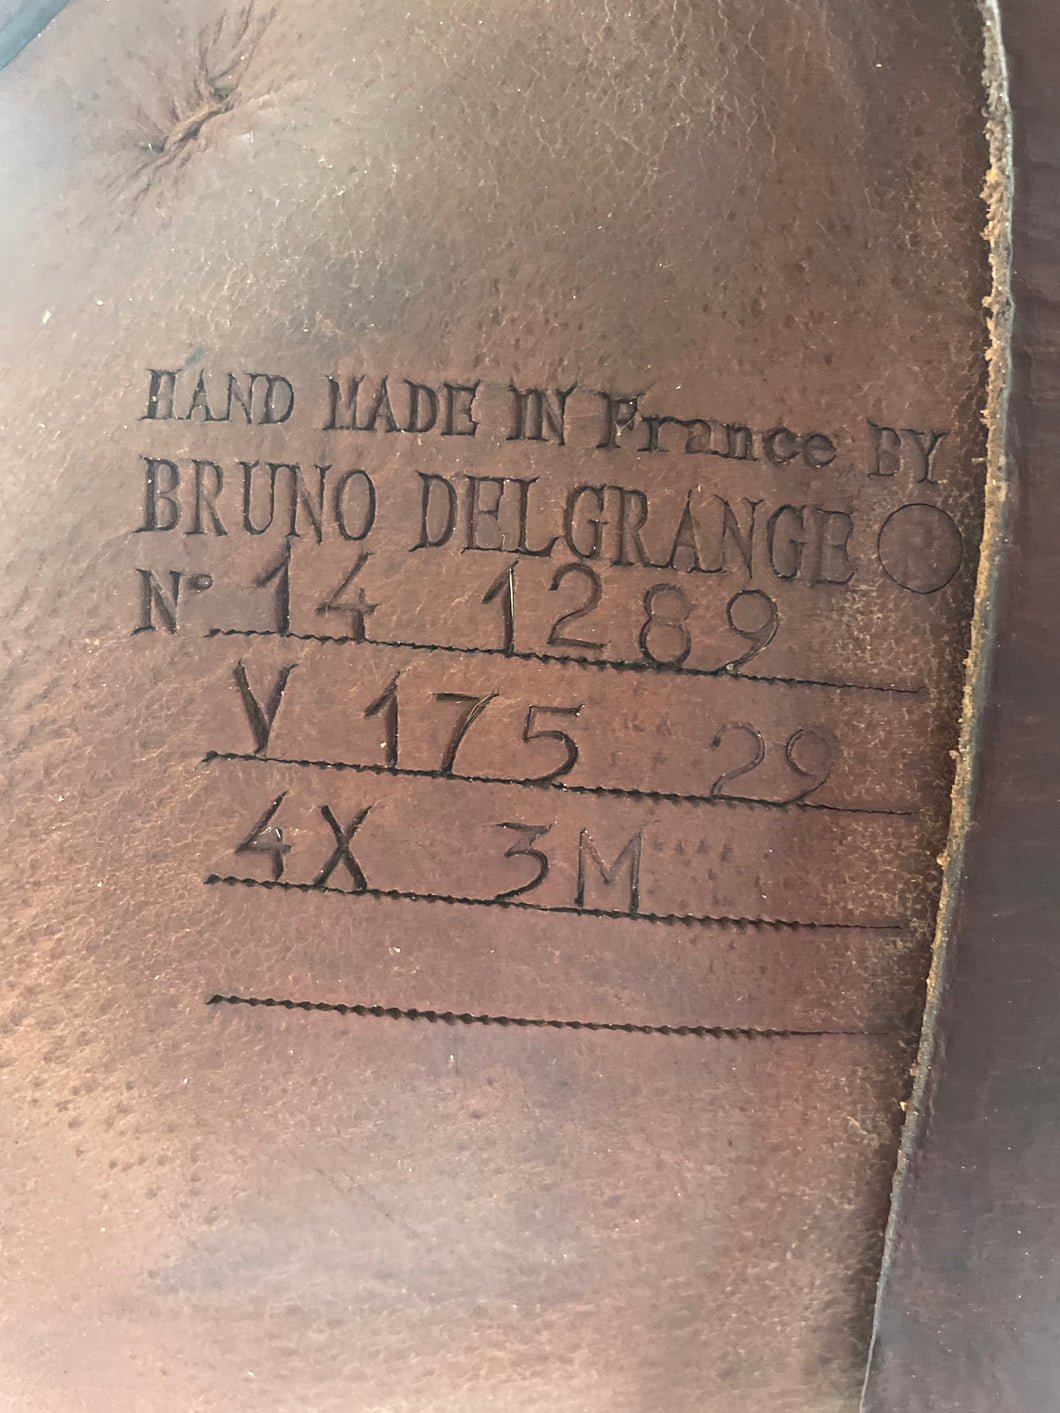 HAND MADE IN France BY
BRUNO DELGRANGE ®
N° 14 1289
V 175 29
4X 3M